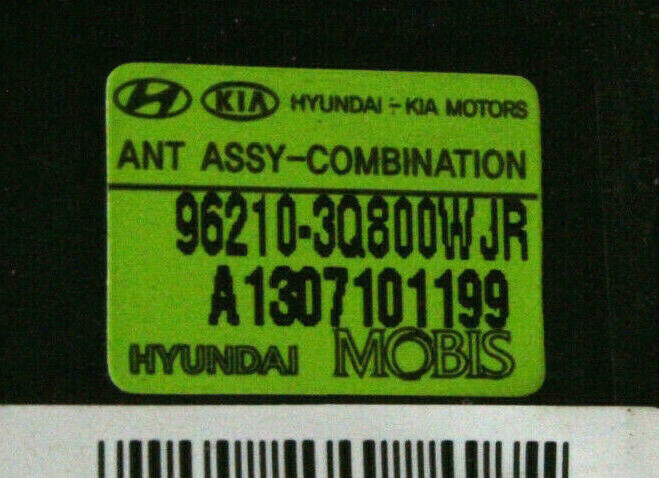 KIA HYUNDAI - KIA MOTORS
ANT ASSY-COMBINATION
96210-3Q800WJR
A1307101199
HYUNDAI MOBIS